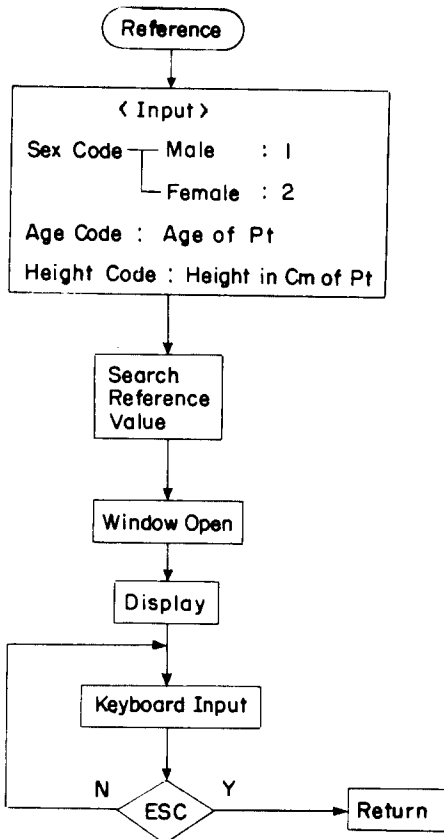 Reference
< Input >
Sex Code Male : 1
Female : 2
Age Code : Age of Pt
Height Code : Height in Cm of Pt
Search
Reference
Value
Window Open
Display
Keyboard Input
N ESC Y
Return